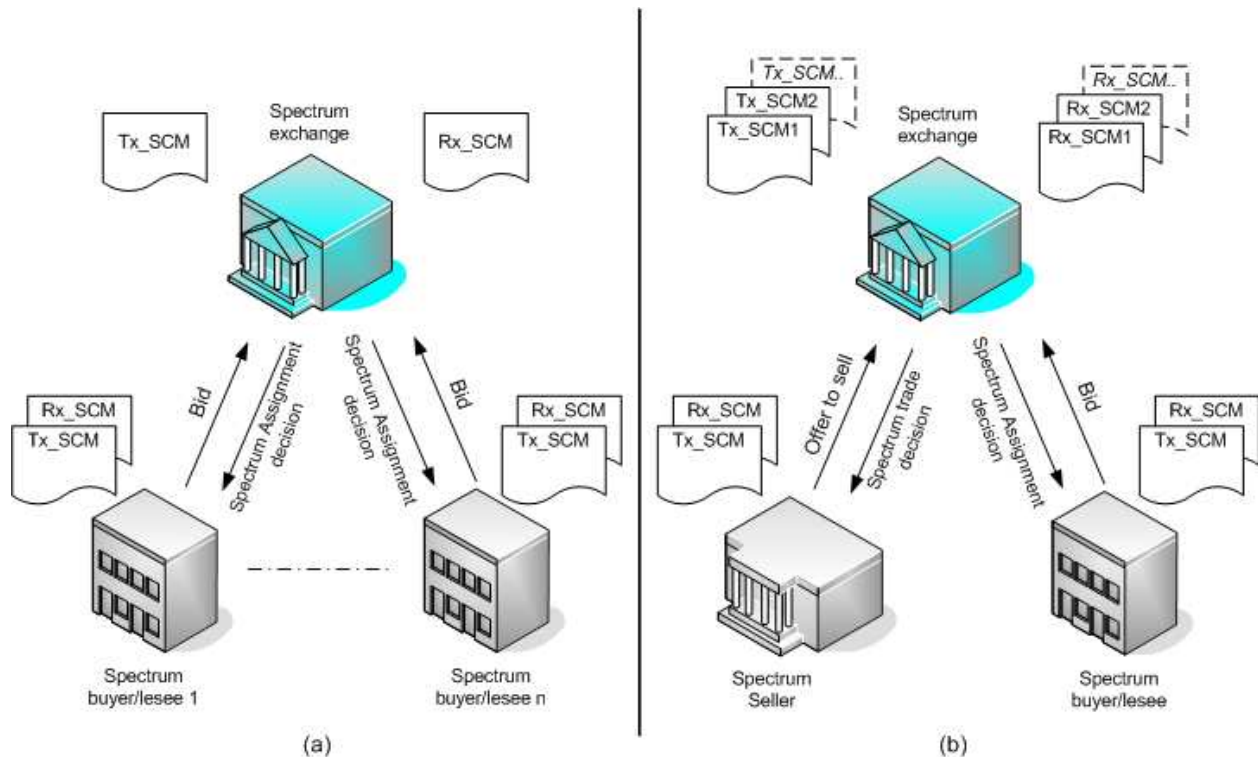 Spectrum
exchange
Tx_SCM
Rx_SCM
Bid
Spectrum Assignment
decision
Spectrum Assignment
decision
Bid
Rx_SCM
Tx_SCM
Rx_SCM
Tx_SCM
Spectrum
buyer/lesee 1
Spectrum
buyer/lesee n
(a)
Tx_SCM..
Tx_SCM2
Tx_SCM1
Spectrum
exchange
Rx_SCM..
Rx_SCM2
Rx_SCM1
Offer to sell
Spectrum trade
decision
Spectrum Assignment
decision
Bid
Rx_SCM
Tx_SCM
Rx_SCM
Tx_SCM
Spectrum
Seller
Spectrum
buyer/lesee
(b)